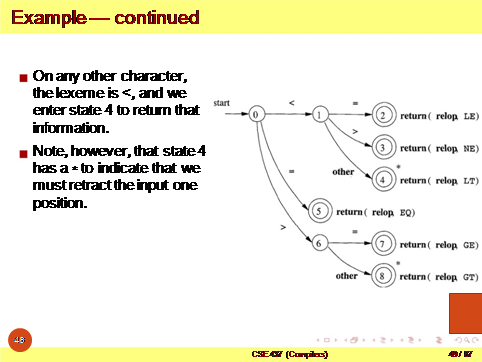 Example — continued
On any other character,
the lexeme is <, and we
enter state 4 to return that
information.
Note, however, that state 4
has a * to indicate that we
must retract the input one
position.
start
0
<
1
=
2
return( relop, LE)
>
3
return( relop, NE)
other
4
*
return( relop, LT)
=
5
return( relop, EQ)
>
6
=
7
return( relop, GE)
other
8
*
return( relop, GT)
46
CSE437 (Compilers)